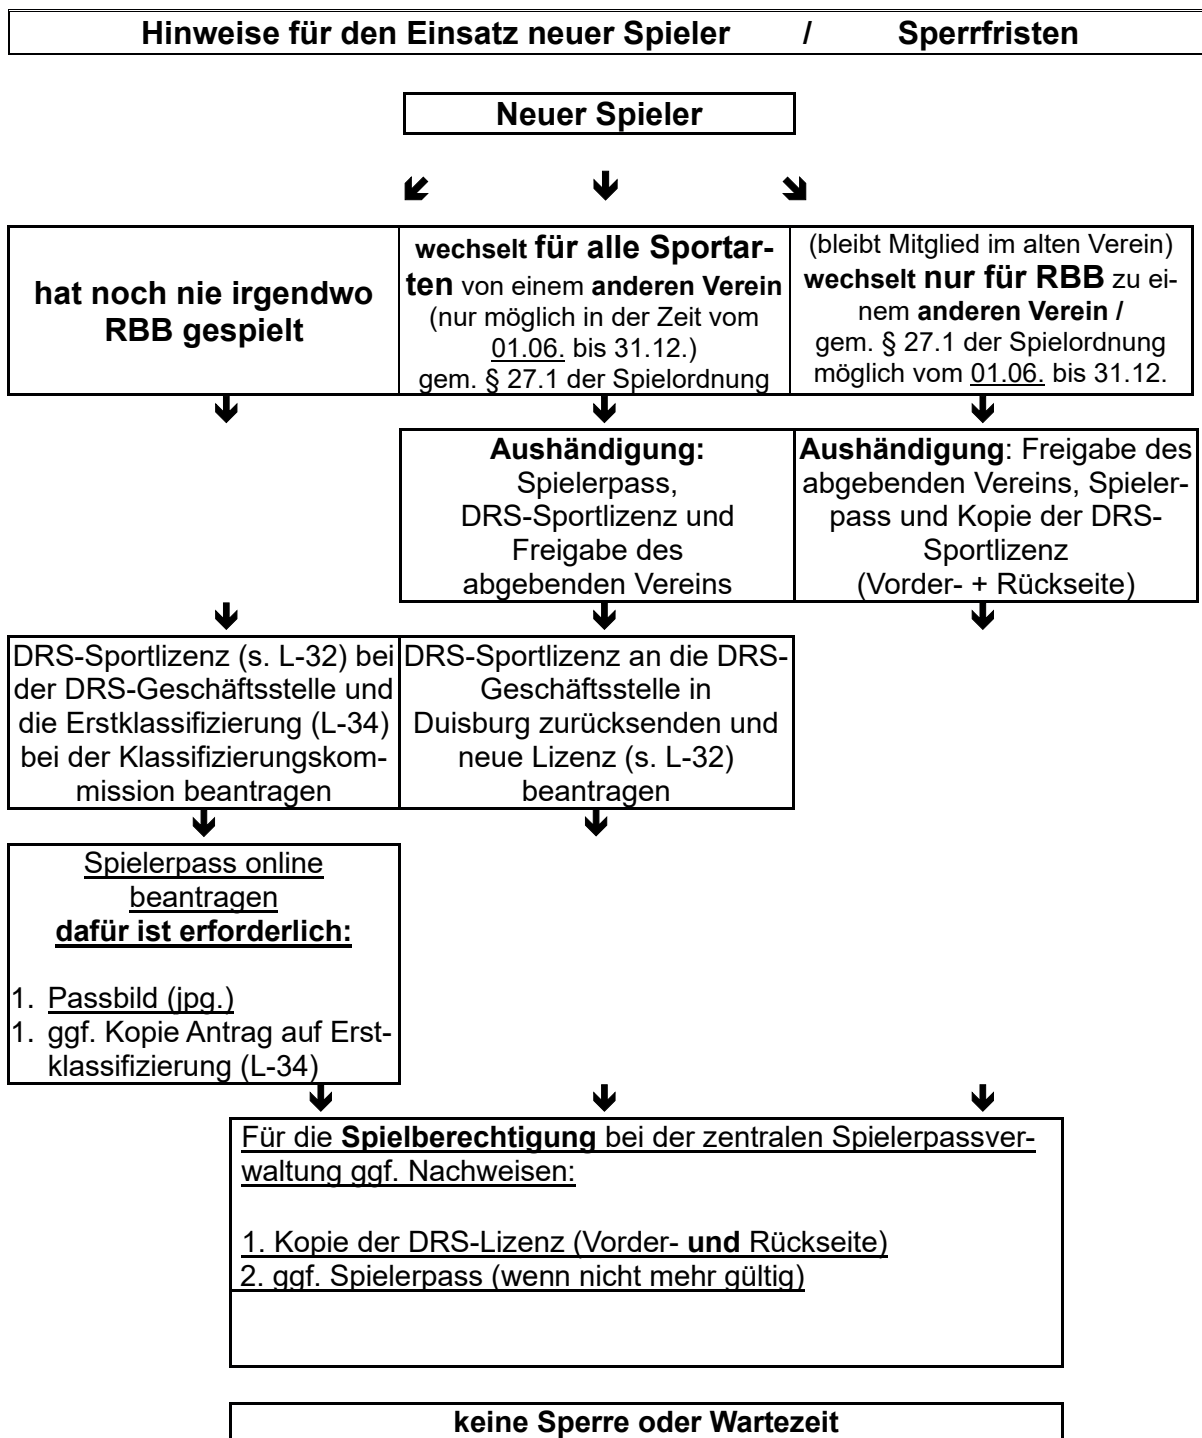 Hinweise für den Einsatz neuer Spieler / Sperrfristen
Neuer Spieler
hat noch nie irgendwo
RBB gespielt
wechselt für alle Sportar-
ten von einem anderen Verein
(nur möglich in der Zeit vom
01.06. bis 31.12.)
gem. § 27.1 der Spielordnung
(bleibt Mitglied im alten Verein)
wechselt nur für RBB zu ei-
nem anderen Verein /
gem. § 27.1 der Spielordnung
möglich vom 01.06. bis 31.12.
Aushändigung:
Spielerpass,
DRS-Sportlizenz und
Freigabe des
abgebenden Vereins
Aushändigung: Freigabe des
abgebenden Vereins, Spieler-
pass und Kopie der DRS-
Sportlizenz
(Vorder- + Rückseite)
DRS-Sportlizenz (s. L-32) bei
der DRS-Geschäftsstelle und
die Erstklassifizierung (L-34)
bei der Klassifizierungskom-
mission beantragen
DRS-Sportlizenz an die DRS-
Geschäftsstelle in
Duisburg zurücksenden und
neue Lizenz (s. L-32)
beantragen
Spielerpass online
beantragen
dafür ist erforderlich:
1. Passbild (jpg.)
1. ggf. Kopie Antrag auf Erst-
klassifizierung (L-34)
Für die Spielberechtigung bei der zentralen Spielerpassver-
waltung ggf. Nachweisen:
1. Kopie der DRS-Lizenz (Vorder- und Rückseite)
2. ggf. Spielerpass (wenn nicht mehr gültig)
keine Sperre oder Wartezeit